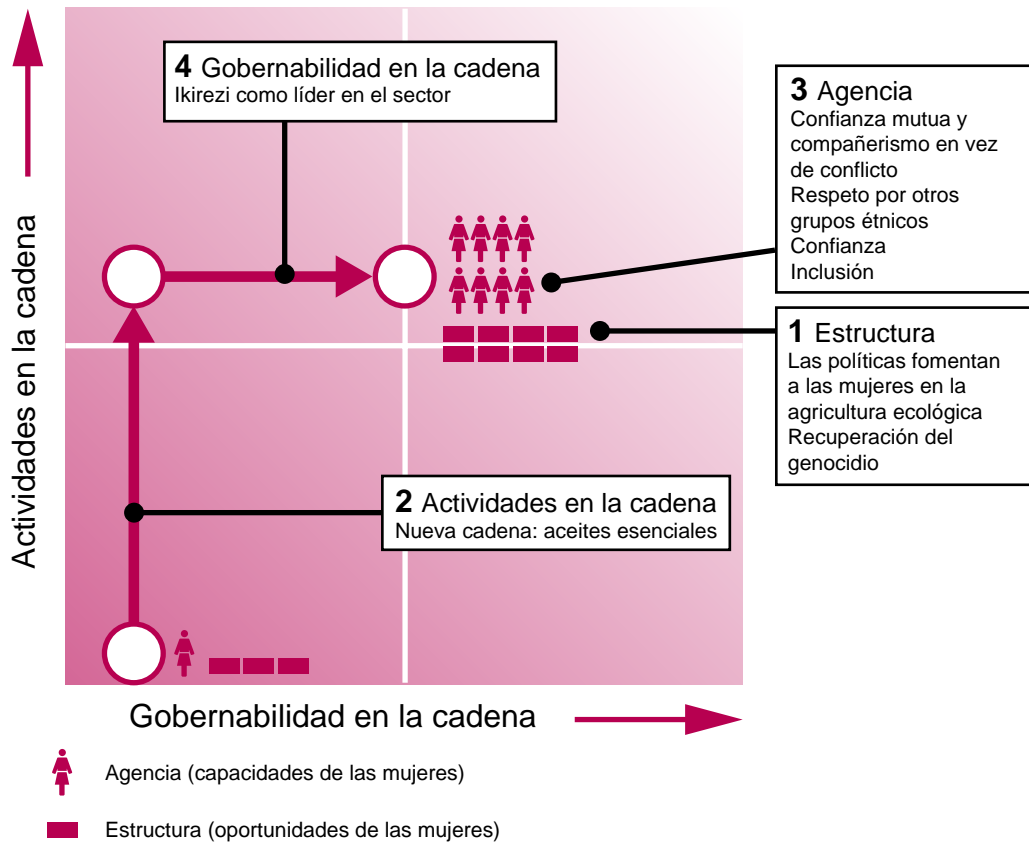 4 Gobernabilidad en la cadena
Ikirezi como líder en el sector
3 Agencia
Confianza mutua y
compañerismo en vez
de conflicto
Respeto por otros
grupos étnicos
Confianza
Inclusión
1 Estructura
Las políticas fomentan
a las mujeres en la
agricultura ecológica
Recuperación del
genocidio
2 Actividades en la cadena
Nueva cadena: aceites esenciales
Actividades en la cadena
Gobernabilidad en la cadena
Agencia (capacidades de las mujeres)
Estructura (oportunidades de las mujeres)